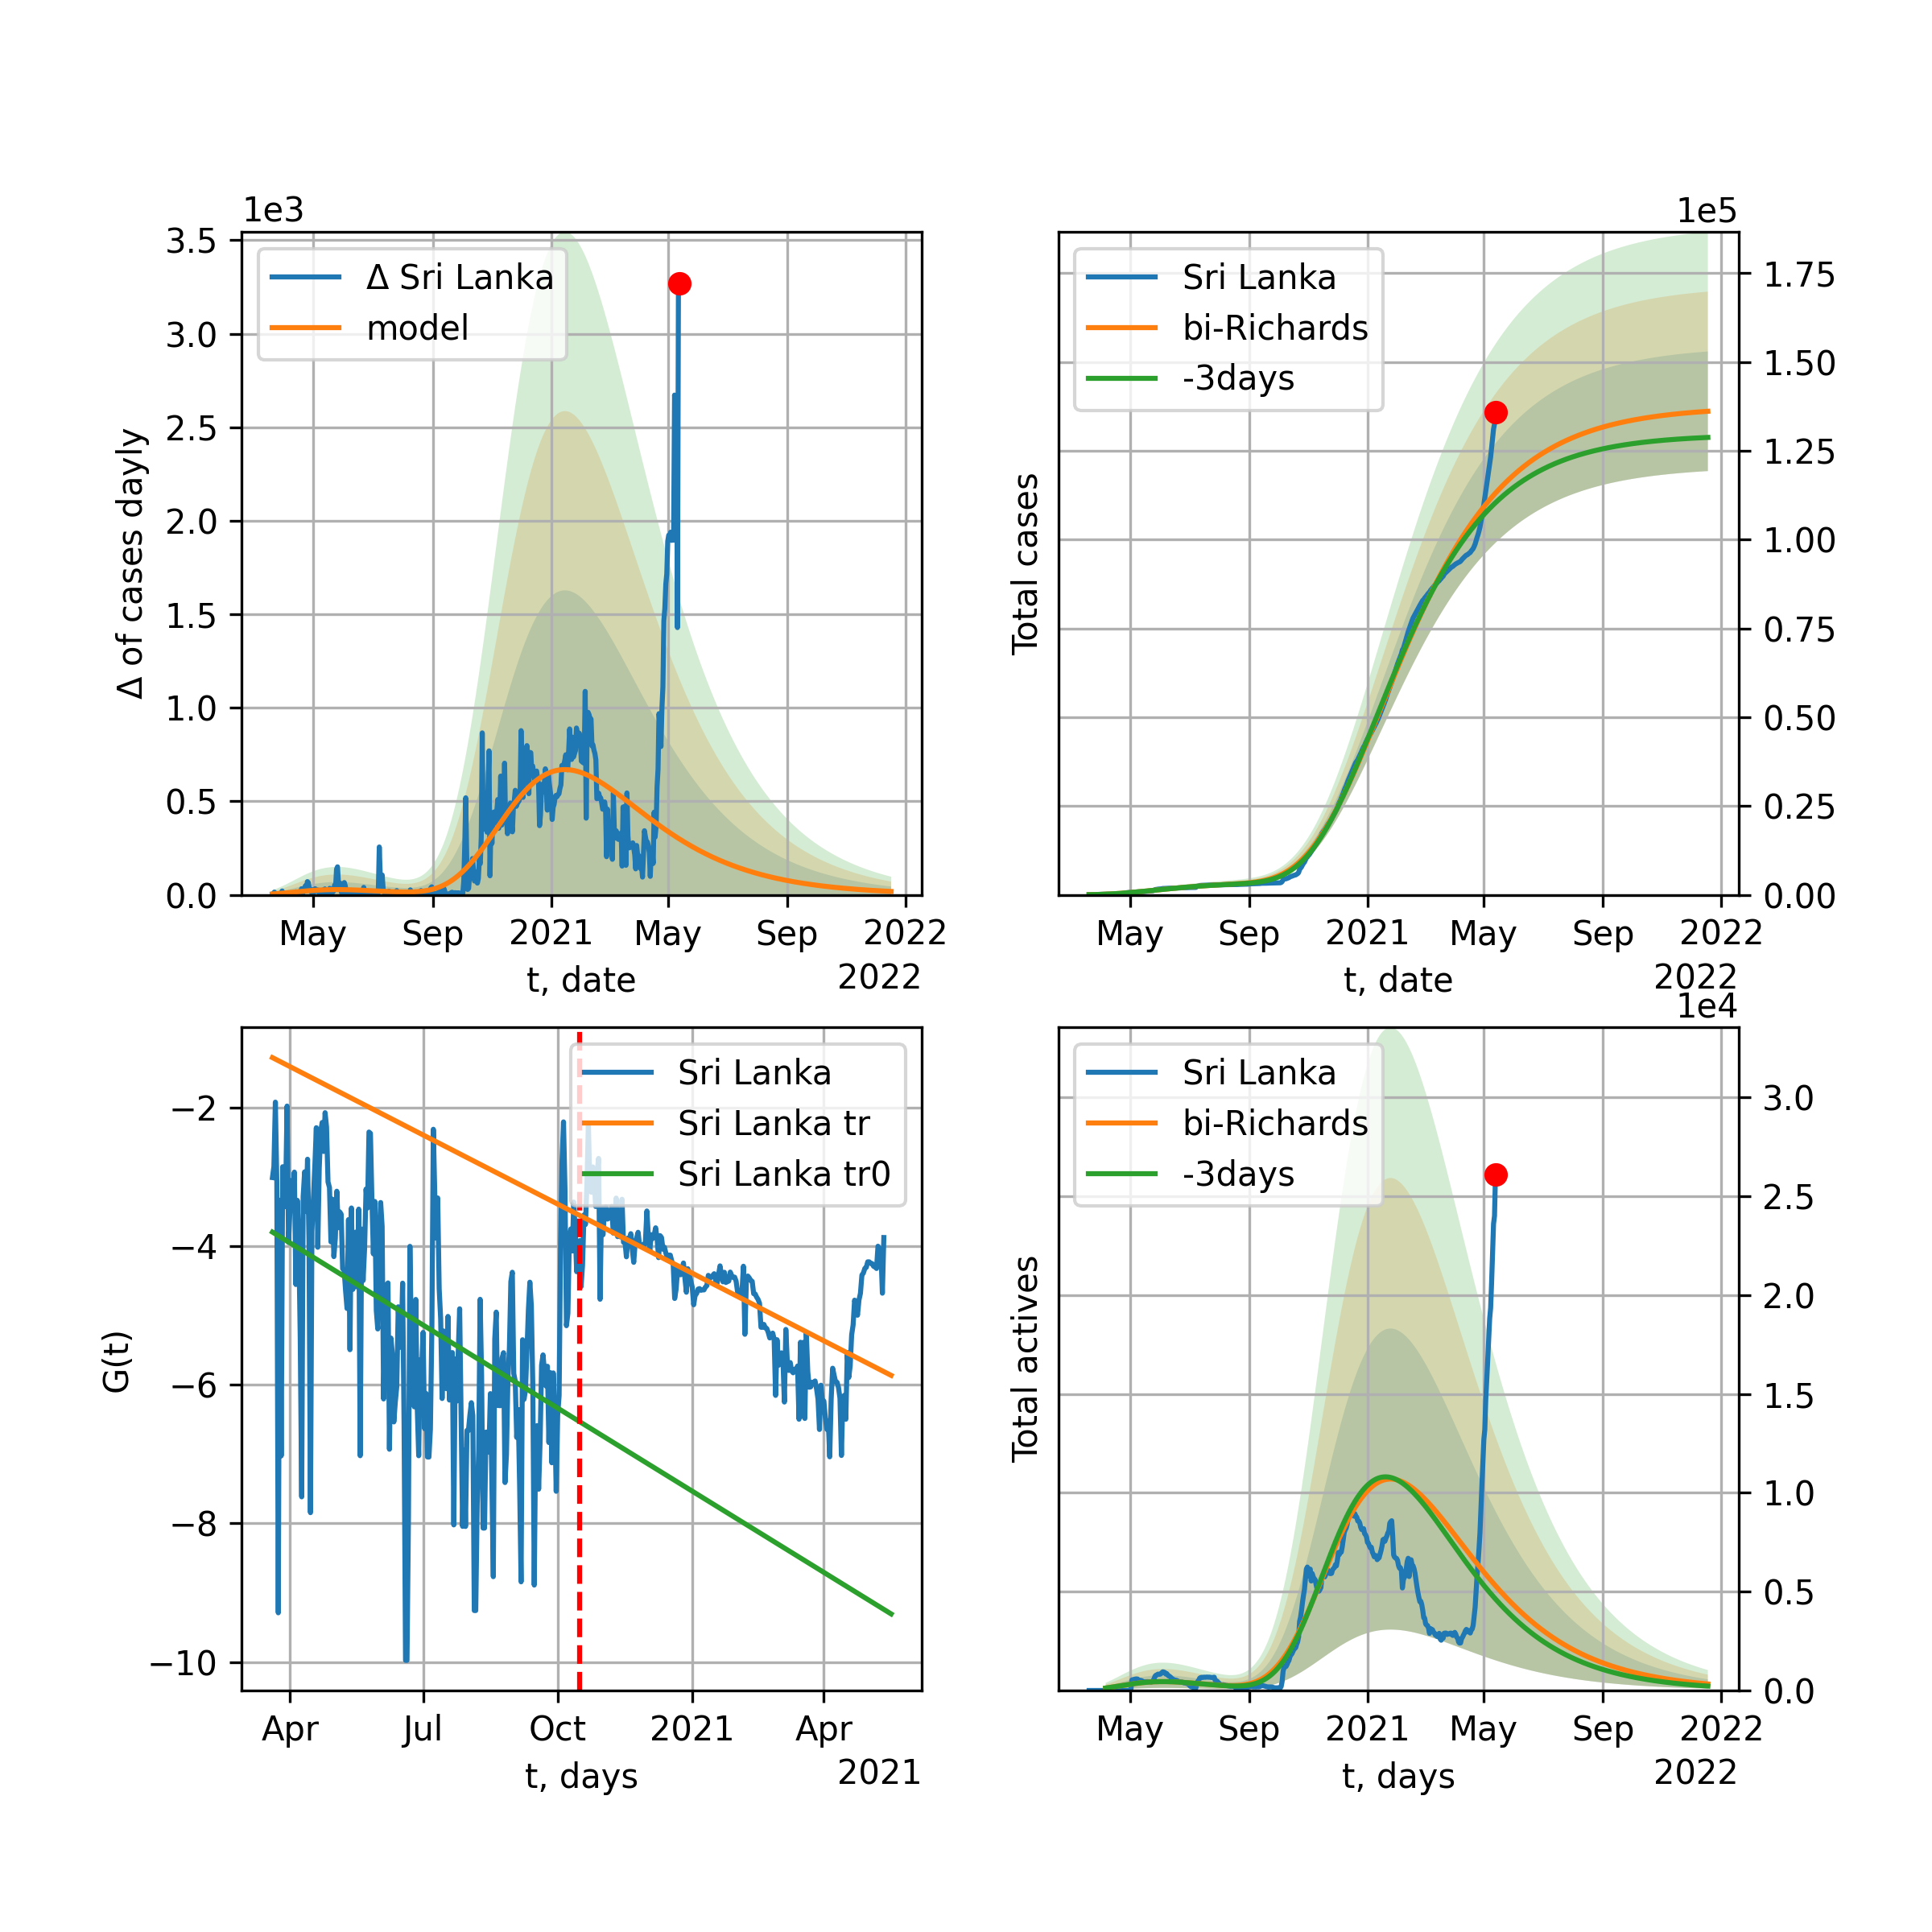 1e3
3.5
3.0
2.5
2.0
1.5
1.0
0.5
0.0
Δ of cases dayly
Δ Sri Lanka
model
May
Sep
2021
May
Sep
2022
t, date
2022
1e5
Total cases
Sri Lanka
bi-Richards
-3days
1.75
1.50
1.25
1.00
0.75
0.50
0.25
0.00
May
Sep
2021
May
Sep
2022
t, date
2022
G(t)
−2
−4
−6
−8
−10
Sri Lanka
Sri Lanka tr
Sri Lanka tr0
Apr
Jul
Oct
2021
Apr
t, days
2021
1e4
Total actives
Sri Lanka
bi-Richards
-3days
3.0
2.5
2.0
1.5
1.0
0.5
0.0
May
Sep
2021
May
Sep
2022
t, days
2022